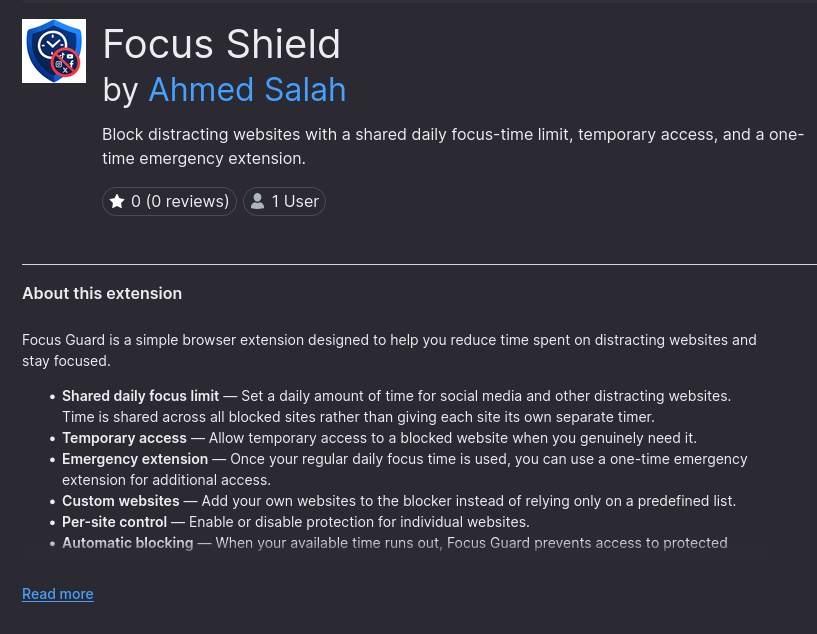 Focus Shield
by Ahmed Salah
Block distracting websites with a shared daily focus-time limit, temporary access, and a one-
time emergency extension.
0 (0 reviews) 1 User
About this extension
Focus Guard is a simple browser extension designed to help you reduce time spent on distracting websites and
stay focused.
• Shared daily focus limit — Set a daily amount of time for social media and other distracting websites.
Time is shared across all blocked sites rather than giving each site its own separate timer.
• Temporary access — Allow temporary access to a blocked website when you genuinely need it.
• Emergency extension — Once your regular daily focus time is used, you can use a one-time emergency
extension for additional access.
• Custom websites — Add your own websites to the blocker instead of relying only on a predefined list.
• Per-site control — Enable or disable protection for individual websites.
• Automatic blocking — When your available time runs out, Focus Guard prevents access to protected
Read more